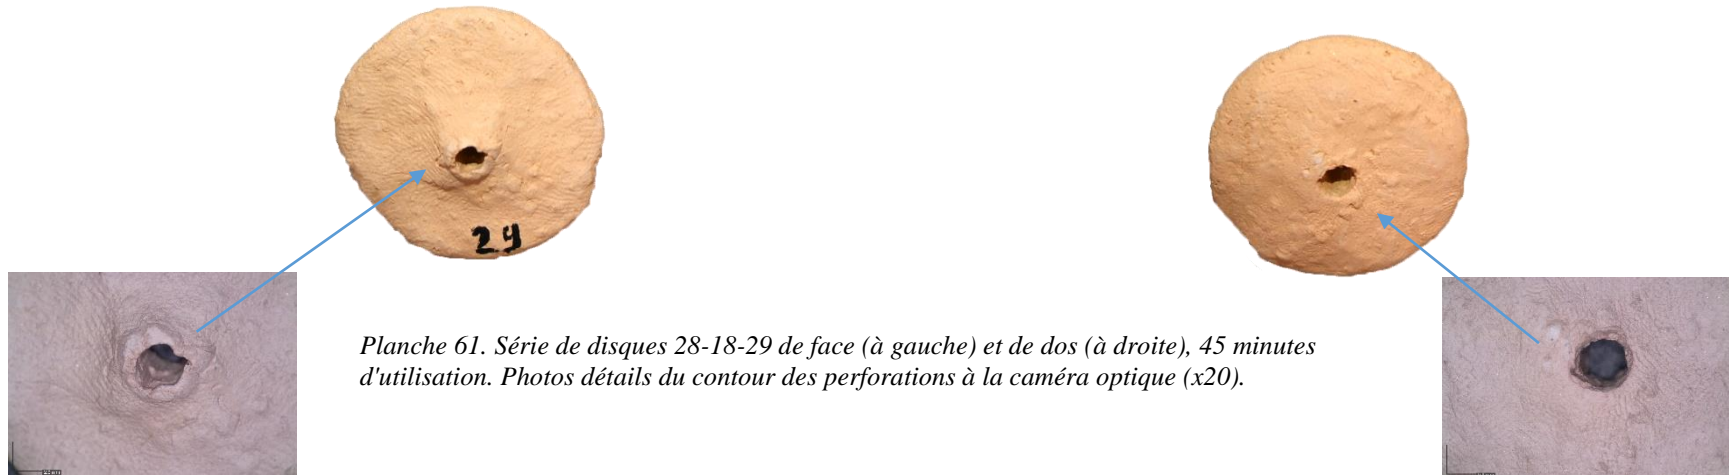 29
Planche 61. Série de disques 28-18-29 de face (à gauche) et de dos (à droite), 45 minutes
d'utilisation. Photos détails du contour des perforations à la caméra optique (x20).